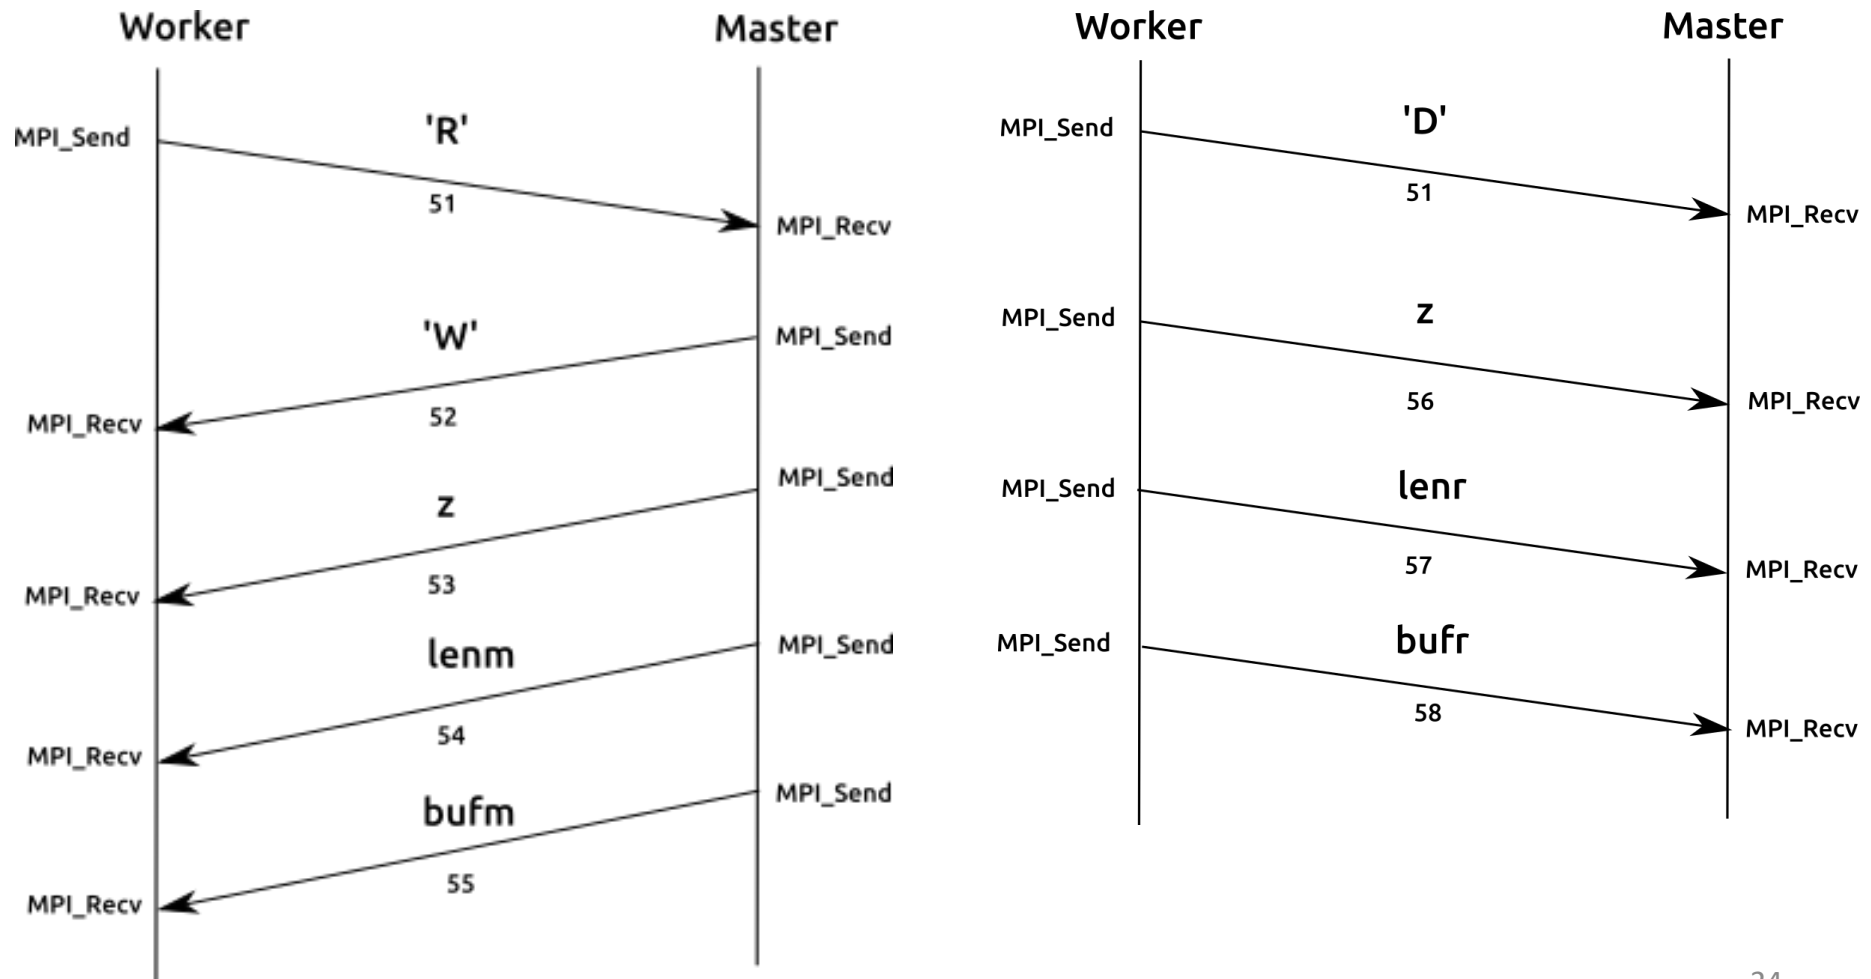 Worker
Master
MPI_Send
'R'
51
MPI_Recv
'W'
MPI_Send
52
MPI_Recv
MPI_Send
z
53
MPI_Recv
lenm
MPI_Send
54
MPI_Recv
bufm
MPI_Send
55
MPI_Recv
Worker
Master
MPI_Send
'D'
51
MPI_Recv
MPI_Send
z
56
MPI_Recv
MPI_Send
lenr
57
MPI_Recv
MPI_Send
bufr
58
MPI_Recv